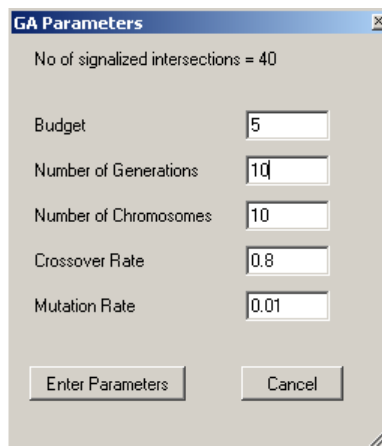 GA Parameters
No of signalized intersections = 40
Budget 5
Number of Generations 10
Number of Chromosomes 10
Crossover Rate 0.8
Mutation Rate 0.01
Enter Parameters Cancel